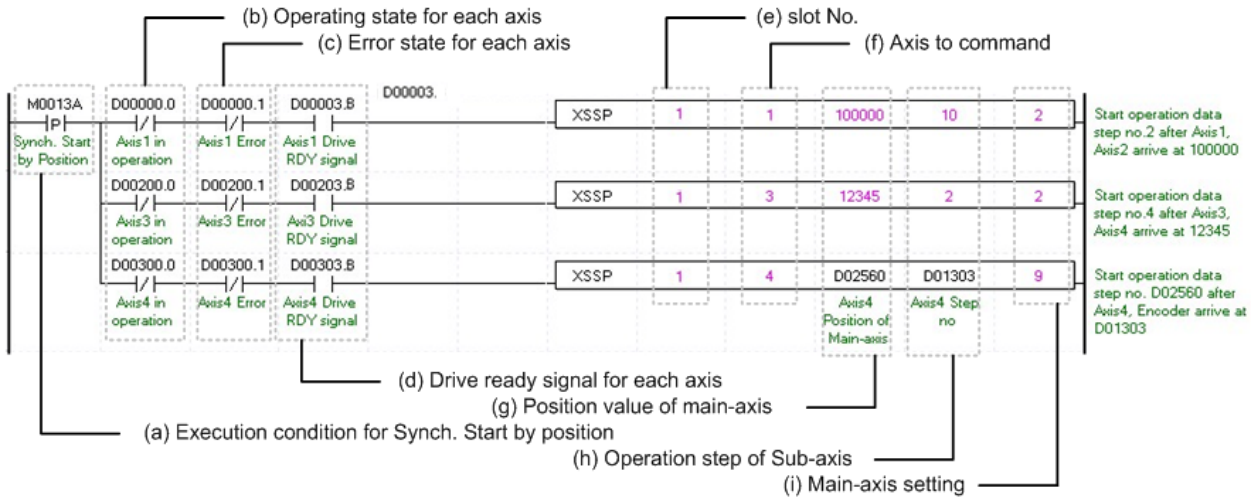 (b) Operating state for each axis
(e) slot No.
(c) Error state for each axis
(f) Axis to command
M0013A D00000.0 D00000.1 D00003.B D00003.
P
XSSP 1 1 100000 10 2
Synch. Start by Position
Axis1 in operation
Axis1 Error
Axis1 Drive RDY signal
Start operation data
step no.2 after Axis1,
Axis2 arrive at 100000
D00200.0 D00200.1 D00203.B
XSSP 1 3 12345 2 2
Axis3 in operation
Axis3 Error
Axi3 Drive RDY signal
Start operation data
step no.4 after Axis3,
Axis4 arrive at 12345
D00300.0 D00300.1 D00303.B
XSSP 1 4 D02560 D01303 9
Axis4 in operation
Axis4 Error
Axis4 Drive RDY signal
Axis4 Position of Main-axis
Axis4 Step no
Start operation data
step no. D02560 after
Axis4, Encoder arrive at
D01303
(d) Drive ready signal for each axis
(g) Position value of main-axis
(a) Execution condition for Synch. Start by position
(h) Operation step of Sub-axis
(i) Main-axis setting